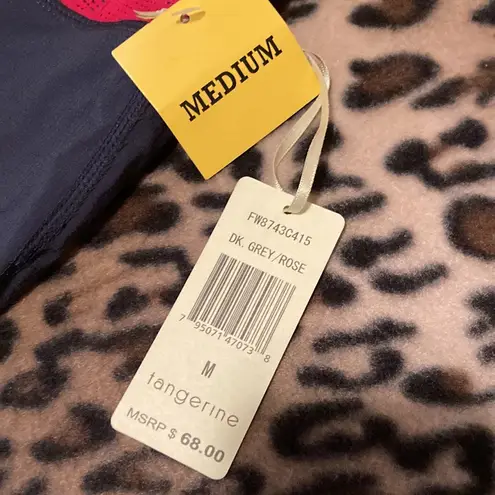 MEDIUM
FW8743C415
DK. GREY/ROSE
7 95071 47073 8
M
tangerine
MSRP $ 68.00